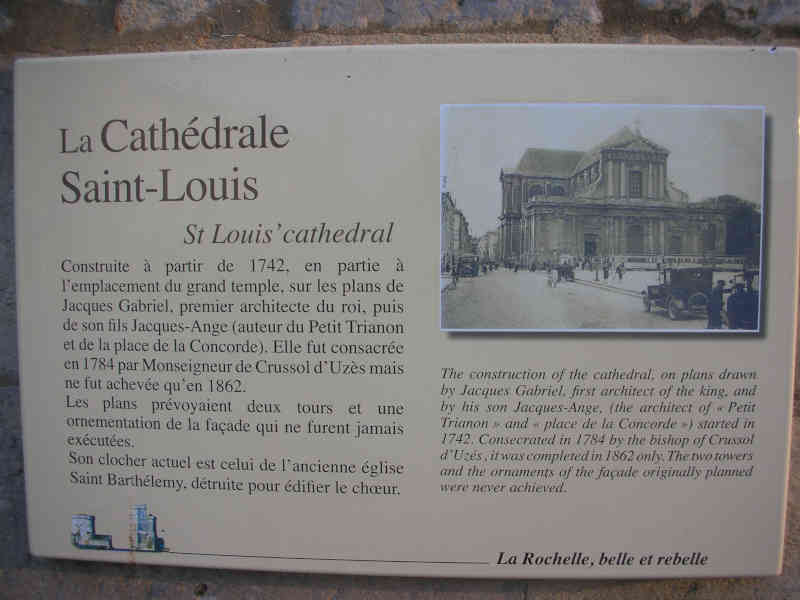 La Cathédrale
Saint-Louis
St Louis'cathedral
Construite à partir de 1742, en partie à
l'emplacement du grand temple, sur les plans de
Jacques Gabriel, premier architecte du roi, puis
de son fils Jacques-Ange (auteur du Petit Trianon
et de la place de la Concorde). Elle fut consacrée
en 1784 par Monseigneur de Crussol d'Uzès mais
ne fut achevée qu'en 1862.
Les plans prévoyaient deux tours et une
ornementation de la façade qui ne furent jamais
exécutées.
Son clocher actuel est celui de l'ancienne église
Saint Barthélemy, détruite pour édifier le chœur.
The construction of the cathedral, on plans drawn
by Jacques Gabriel, first architect of the king, and
by his son Jacques-Ange, (the architect of « Petit
Trianon » and « place de la Concorde ») started in
1742. Consecrated in 1784 by the bishop of Crussol
d'Uzés, it was completed in 1862 only. The two towers
and the ornaments of the façade originally planned
were never achieved.
La Rochelle, belle et rebelle